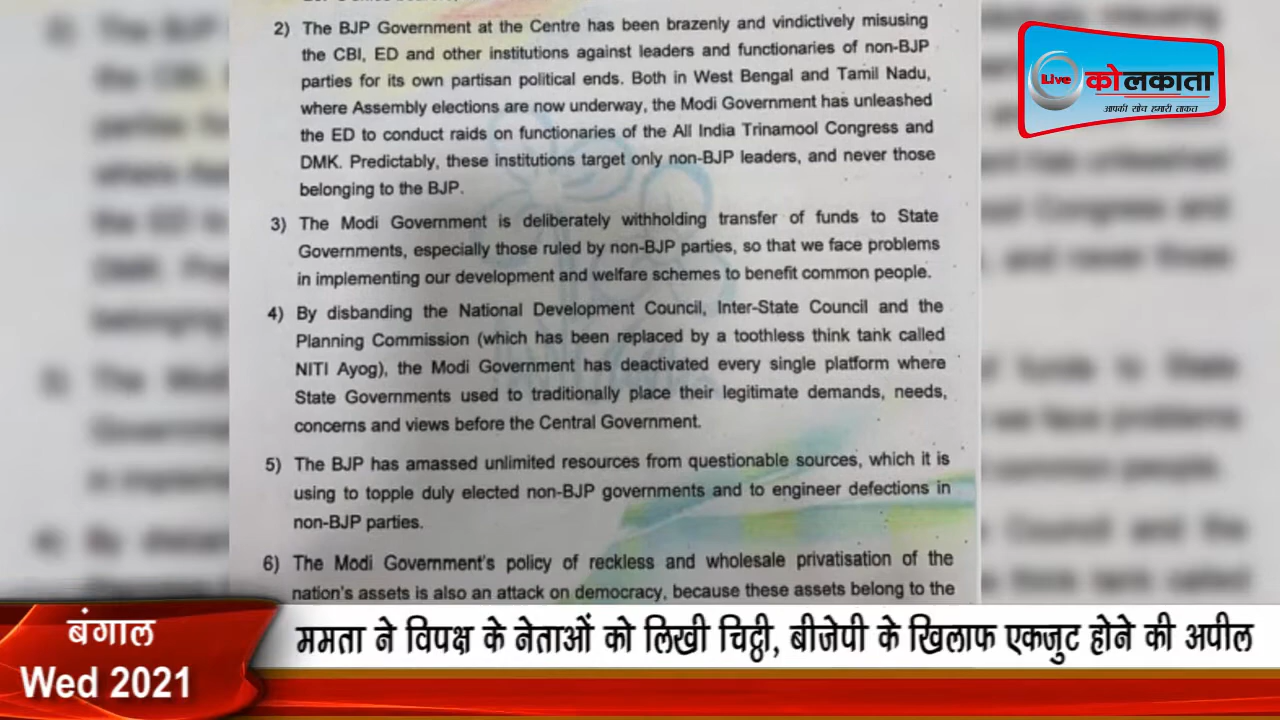 2) The BJP Government at the Centre has been brazenly and vindictively misusing
the CBI, ED and other institutions against leaders and functionaries of non-BJP
parties for its own partisan political ends. Both in West Bengal and Tamil Nadu,
where Assembly elections are now underway, the Modi Government has unleashed
the ED to conduct raids on functionaries of the All India Trinamool Congress and
DMK. Predictably, these institutions target only non-BJP leaders, and never those
belonging to the BJP.
3) The Modi Government is deliberately withholding transfer of funds to State
Governments, especially those ruled by non-BJP parties, so that we face problems
in implementing our development and welfare schemes to benefit common people.
4) By disbanding the National Development Council, Inter-State Council and the
Planning Commission (which has been replaced by a toothless think tank called
NITI Ayog), the Modi Government has deactivated every single platform where
State Governments used to traditionally place their legitimate demands, needs,
concerns and views before the Central Government.
5) The BJP has amassed unlimited resources from questionable sources, which it is
using to topple duly elected non-BJP governments and to engineer defections in
non-BJP parties.
6) The Modi Government's policy of reckless and wholesale privatisation of the
nation's assets is also an attack on democracy, because these assets belong to the
Live कोलकाता
आपकी सोच हमारी ताकत
बंगाल
Wed 2021
ममता ने विपक्ष के नेताओं को लिखी चिट्ठी, बीजेपी के खिलाफ एकजुट होने की अपील